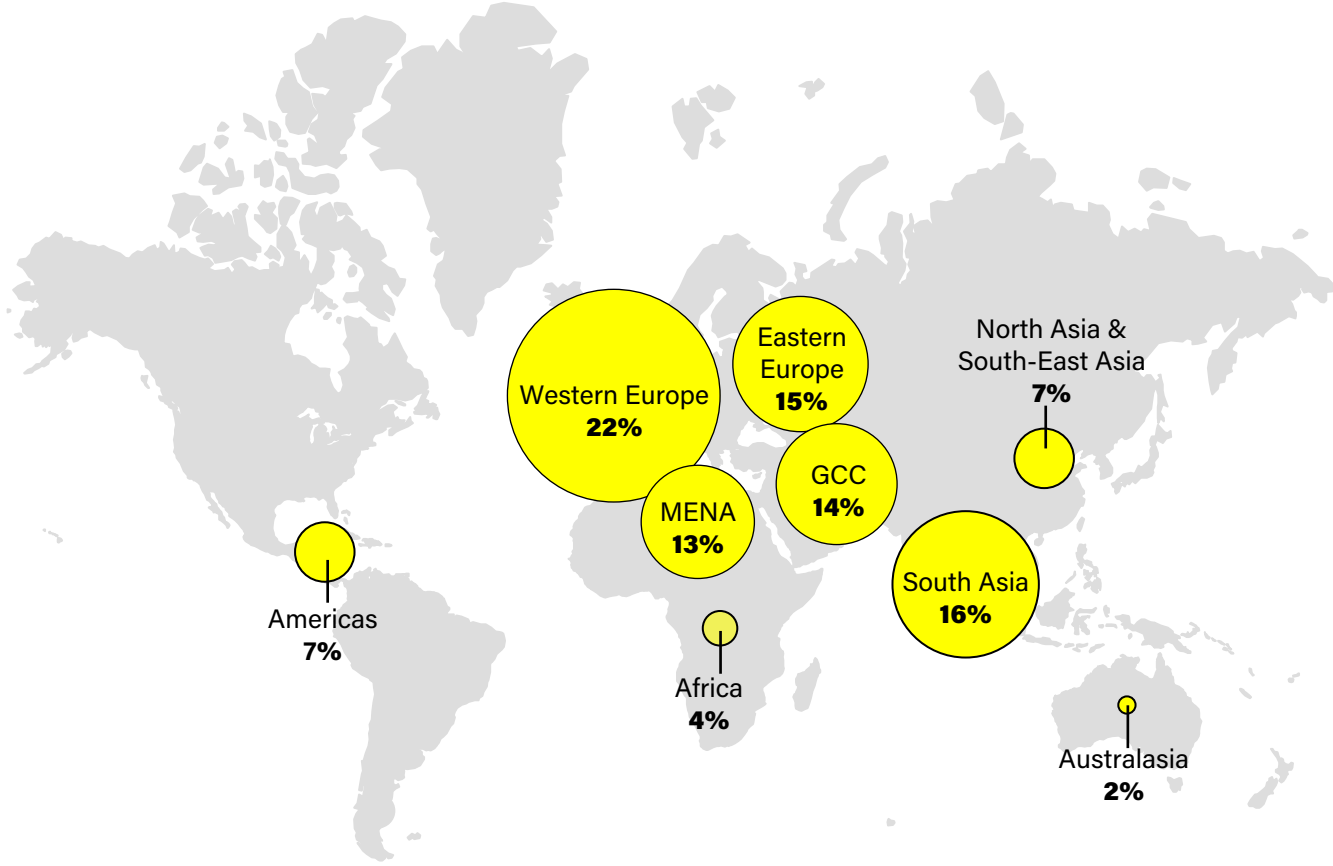 Western Europe
22%
Eastern
Europe
15%
North Asia &
South-East Asia
7%
GCC
14%
MENA
13%
South Asia
16%
Americas
7%
Africa
4%
Australasia
2%